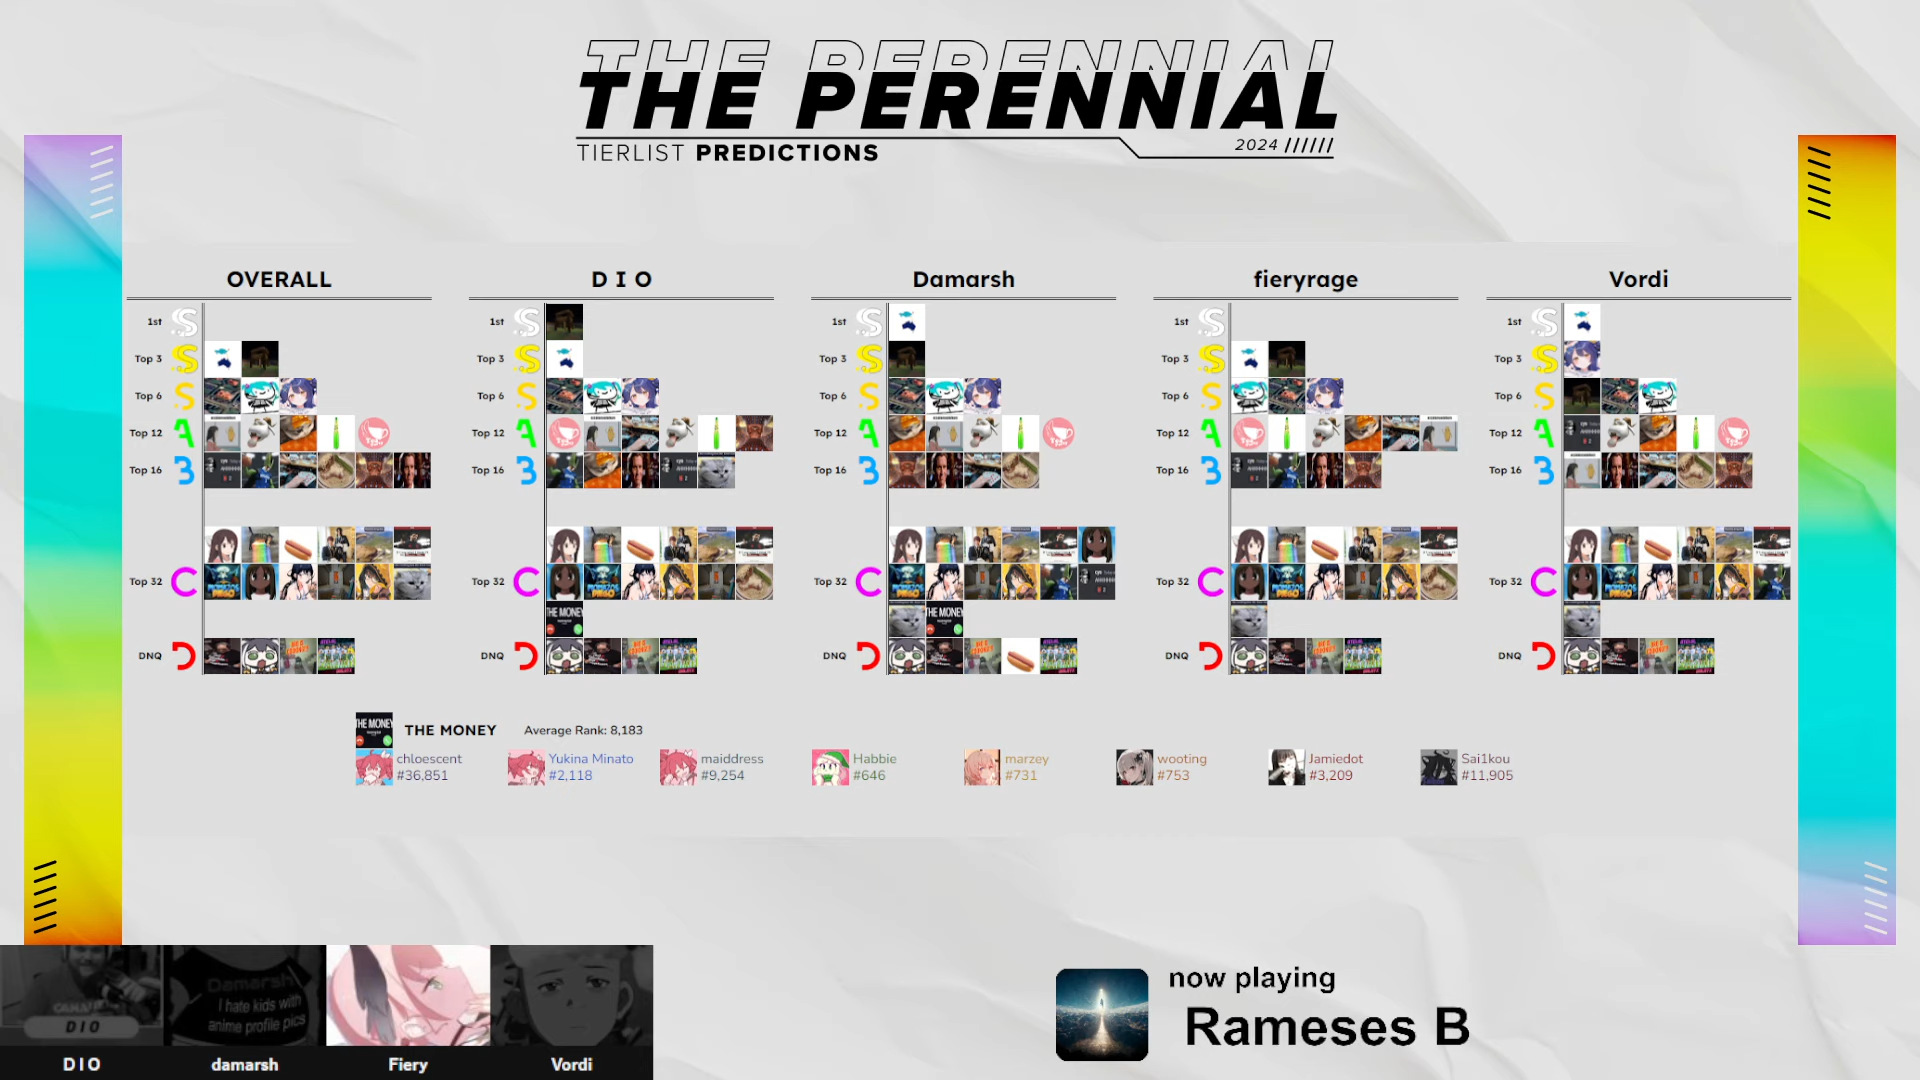 THE PERENNIAL
THE PERENNIAL
TIERLIST PREDICTIONS
2024 //////
OVERALL
1st
Top 3
Top 6
Top 12
Top 16
Top 32
DNQ
D I O
1st
Top 3
Top 6
Top 12
Top 16
Top 32
THE MONEY
DNQ
Damarsh
1st
Top 3
Top 6
Top 12
Top 16
Top 32
THE MONEY
DNQ
fieryrage
1st
Top 3
Top 6
Top 12
Top 16
Top 32
DNQ
Vordi
1st
Top 3
Top 6
Top 12
Top 16
Top 32
DNQ
THE MONEY
THE MONEY
Average Rank: 8,183
chloescent
#36,851
Yukina Minato
#2,118
maiddress
#9,254
Habbie
#646
marzey
#731
wooting
#753
Jamiedot
#3,209
Sai1kou
#11,905
DIO
D I O
Damarsh
I hate kids with
anime profile pics
damarsh
Fiery
Vordi
now playing
Rameses B